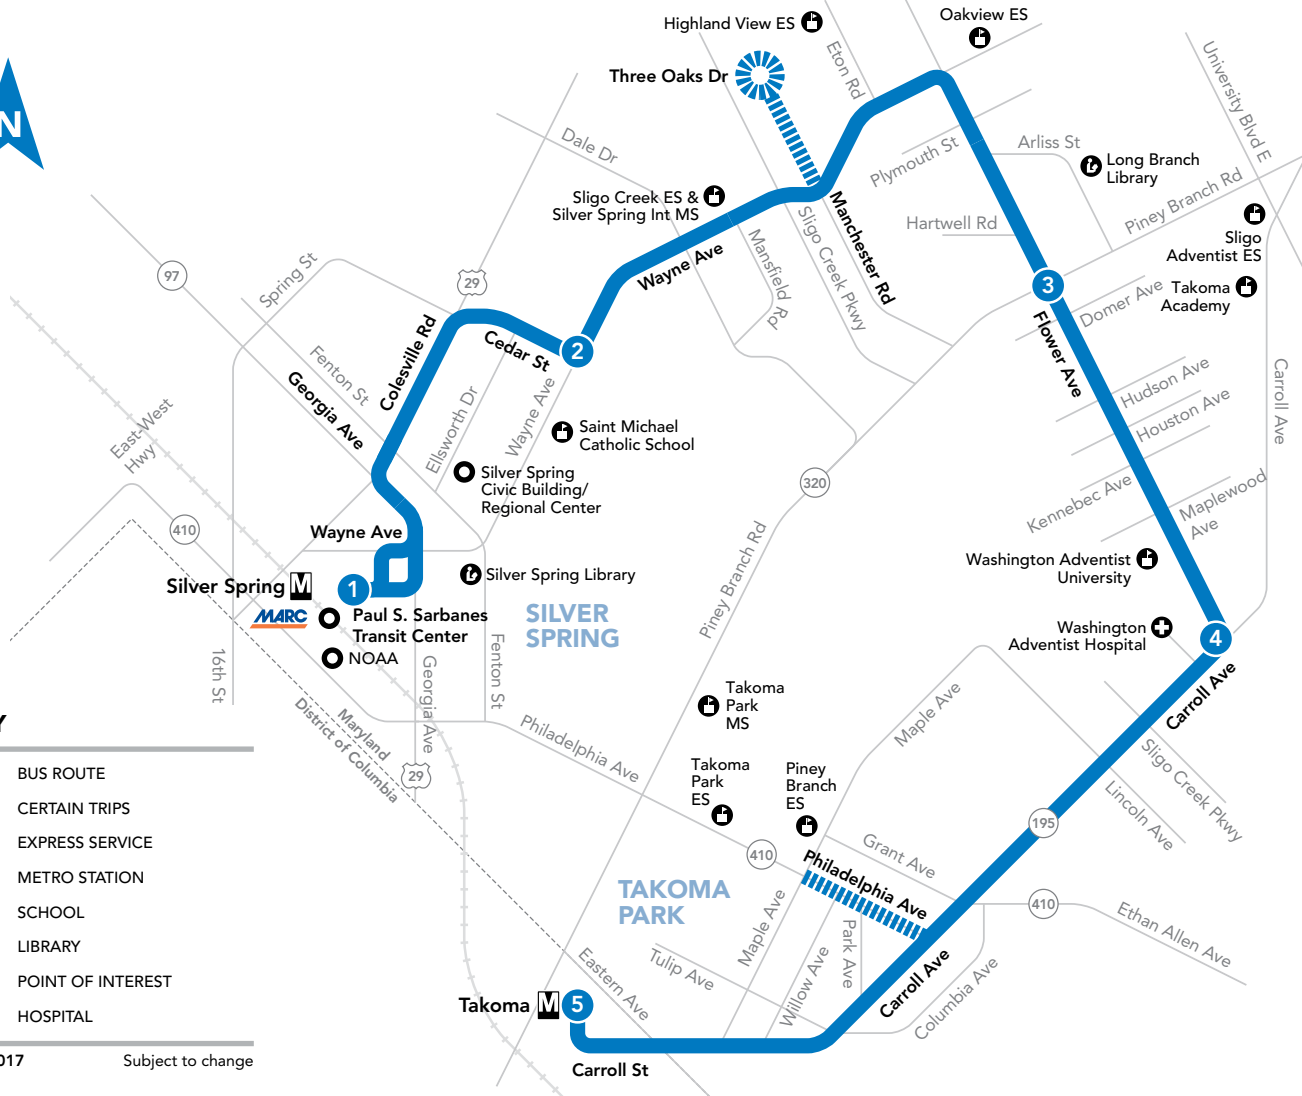 Highland View ES
Oakview ES
Eton Rd
University Blvd E
Three Oaks Dr
N
Dale Dr
Plymouth St
Arliss St
Long Branch
Library
Sligo Creek ES &
Silver Spring Int MS
Piney Branch Rd
Manchester Rd
Sligo Creek Pkwy
Hartwell Rd
Sligo
Adventist ES
Mansfield
Rd
Wayne Ave
97
Spring St
29
3
Takoma
Academy
Domer Ave
Colesville Rd
Cedar St
2
Flower Ave
Fenton St
Georgia Ave
Hudson Ave
Carroll Ave
Houston Ave
Ellsworth Dr
Wayne Ave
East-West
Hwy
Saint Michael
Catholic School
Silver Spring
Civic Building/
Regional Center
320
Kennebec Ave
Maplewood
Ave
410
Wayne Ave
Piney Branch Rd
Washington Adventist
University
Silver Spring
M
1
Silver Spring Library
MARC
Paul S. Sarbanes
Transit Center
SILVER
SPRING
Washington
Adventist Hospital
4
NOAA
16th St
Georgia Ave
Fenton St
Carroll Ave
Maryland
District of Columbia
Takoma
Park
MS
Maple Ave
Philadelphia Ave
Sligo Creek Pkwy
Y
BUS ROUTE
29
Takoma
Park
ES
Piney
Branch
ES
Lincoln Ave
CERTAIN TRIPS
195
EXPRESS SERVICE
410
Grant Ave
METRO STATION
Philadelphia Ave
TAKOMA
PARK
410
SCHOOL
Ethan Allen Ave
Maple Ave
Park Ave
LIBRARY
Tulip Ave
Willow Ave
Carroll Ave
Columbia Ave
POINT OF INTEREST
Eastern Ave
Takoma
M
5
HOSPITAL
017
Subject to change
Carroll St